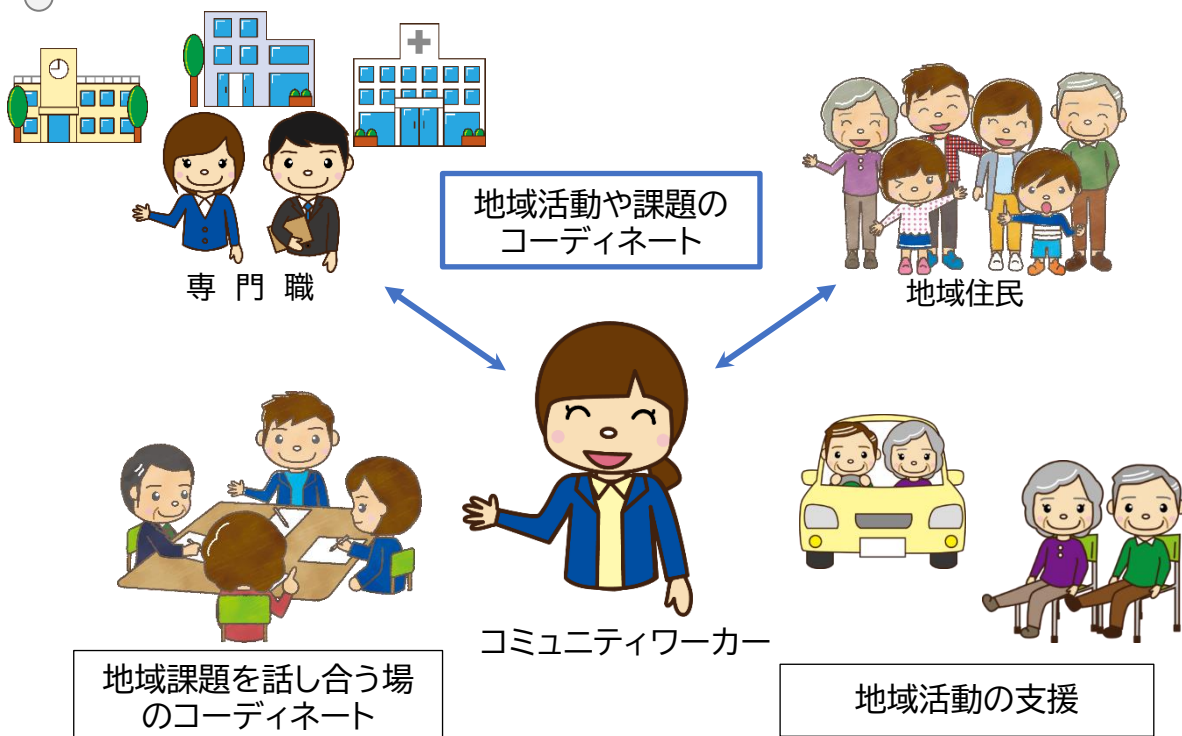 地域活動や課題の
コーディネート
専門職
地域住民
コミュニティワーカー
地域課題を話し合う場
のコーディネート
地域活動の支援